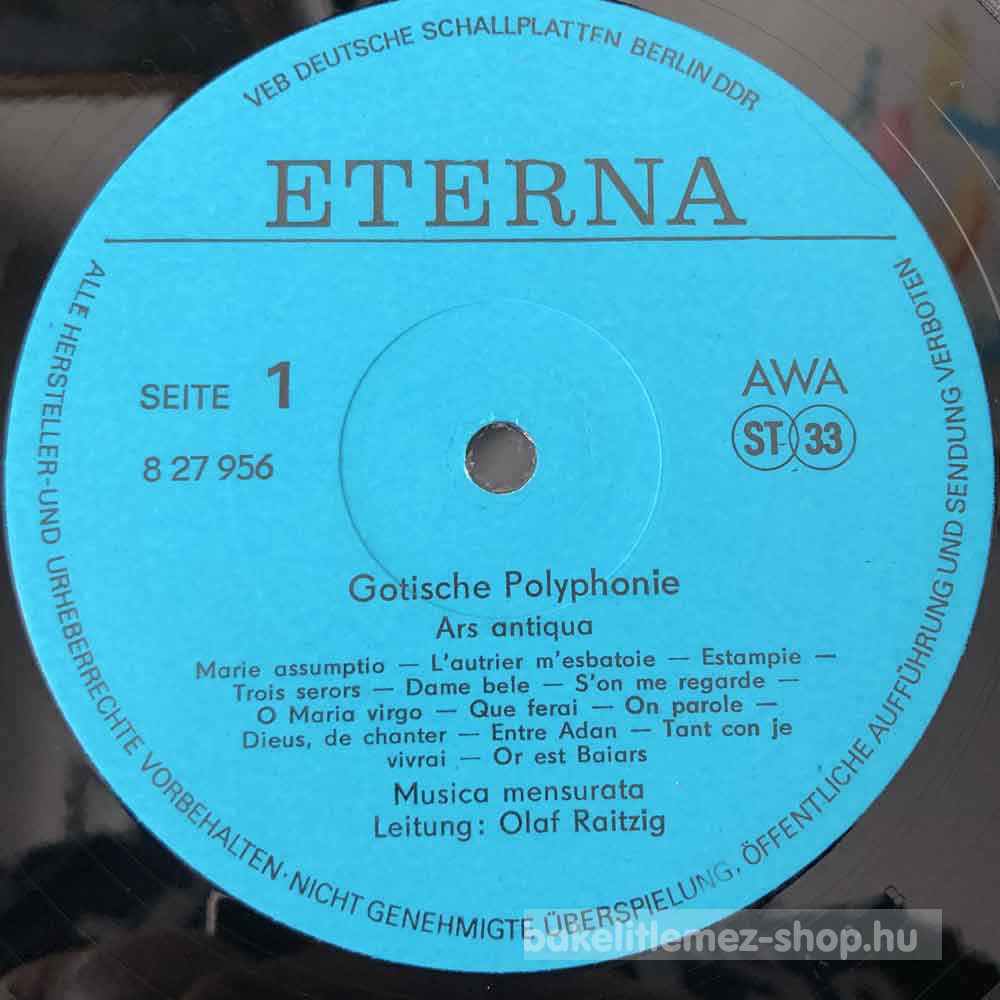 VEB DEUTSCHE SCHALLPLATTEN BERLIN DDR
ETERNA
SEITE 1
8 27 956
AWA
ST 33
Gotische Polyphonie
Ars antiqua
Marie assumptio — L'autrier m'esbatoie — Estampie —
Trois serors — Dame bele — S'on me regarde —
O Maria virgo — Que ferai — On parole —
Dieus, de chanter — Entre Adan — Tant con je
vivrai — Or est Baiars
Musica mensurata
Leitung: Olaf Raitzig
ALLE HERSTELLER-UND URHEBERRECHTE VORBEHALTEN · NICHT GENEHMIGTE ÜBERSPIELUNG, ÖFFENTLICHE AUFFÜHRUNG UND SENDUNG VERBOTEN
bakelitlemez-shop.hu